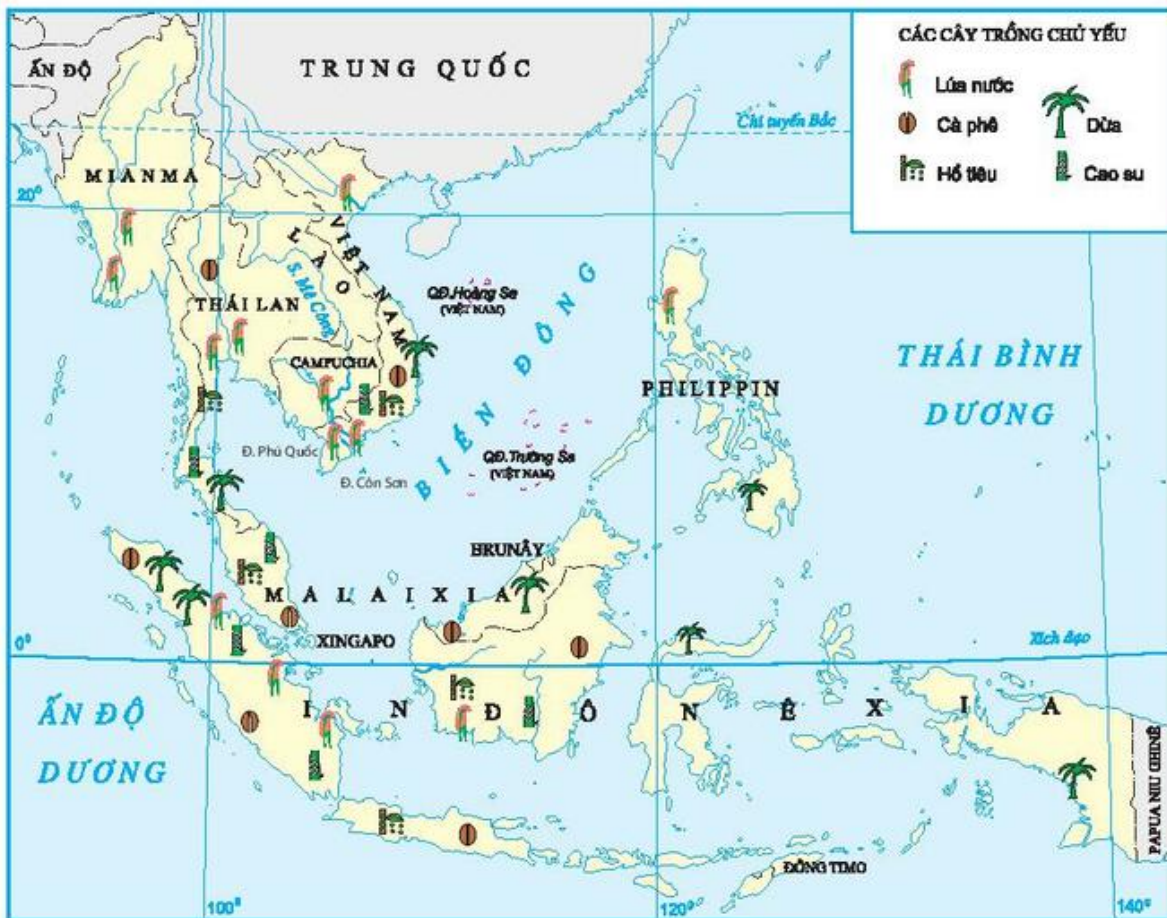 CÁC CÂY TRỒNG CHỦ YẾU
Lúa nước
Cà phê
Dừa
Hồ tiêu
Cao su
ẤN ĐỘ
TRUNG QUỐC
Chí tuyến Bắc
MIANMA
20°
VIỆT NAM
LÀO
S. Mê Công
THÁI LAN
QĐ.Hoàng Sa
(VIỆT NAM)
CAMPUCHIA
BIỂN ĐÔNG
THÁI BÌNH
DƯƠNG
PHILIPPIN
Đ. Phú Quốc
QĐ.Trường Sa
(VIỆT NAM)
Đ. Côn Sơn
BRUNÂY
MALAIXIA
XINGAPO
0°
Xích đạo
ẤN ĐỘ
DƯƠNG
INĐÔNÊXIA
PAPUA NIU GHINÊ
ĐÔNG TIMO
100°
120°
140°